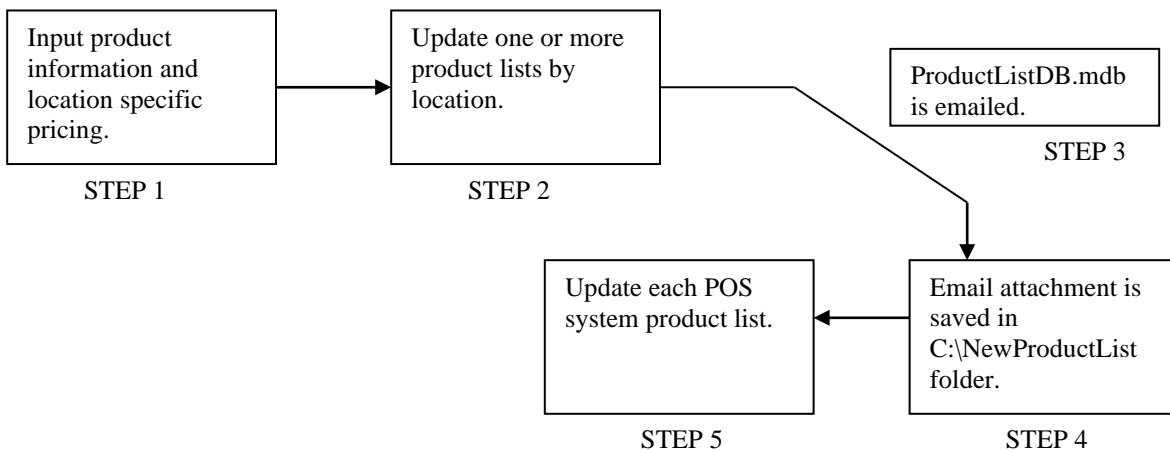 Input product
information and
location specific
pricing.
STEP 1
Update one or more
product lists by
location.
STEP 2
ProductListDB.mdb
is emailed.
STEP 3
Email attachment is
saved in
C:\NewProductList
folder.
STEP 4
Update each POS
system product list.
STEP 5